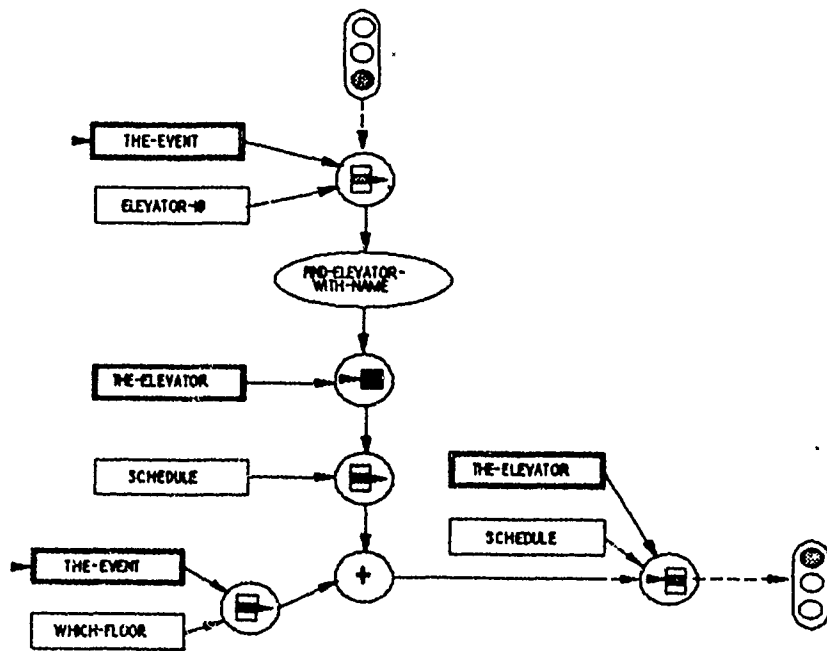 THE-EVENT
ELEVATOR-ID
FIND-ELEVATOR-
WITH-NAME
THE-ELEVATOR
SCHEDULE
THE-ELEVATOR
SCHEDULE
THE-EVENT
+
WHICH-FLOOR